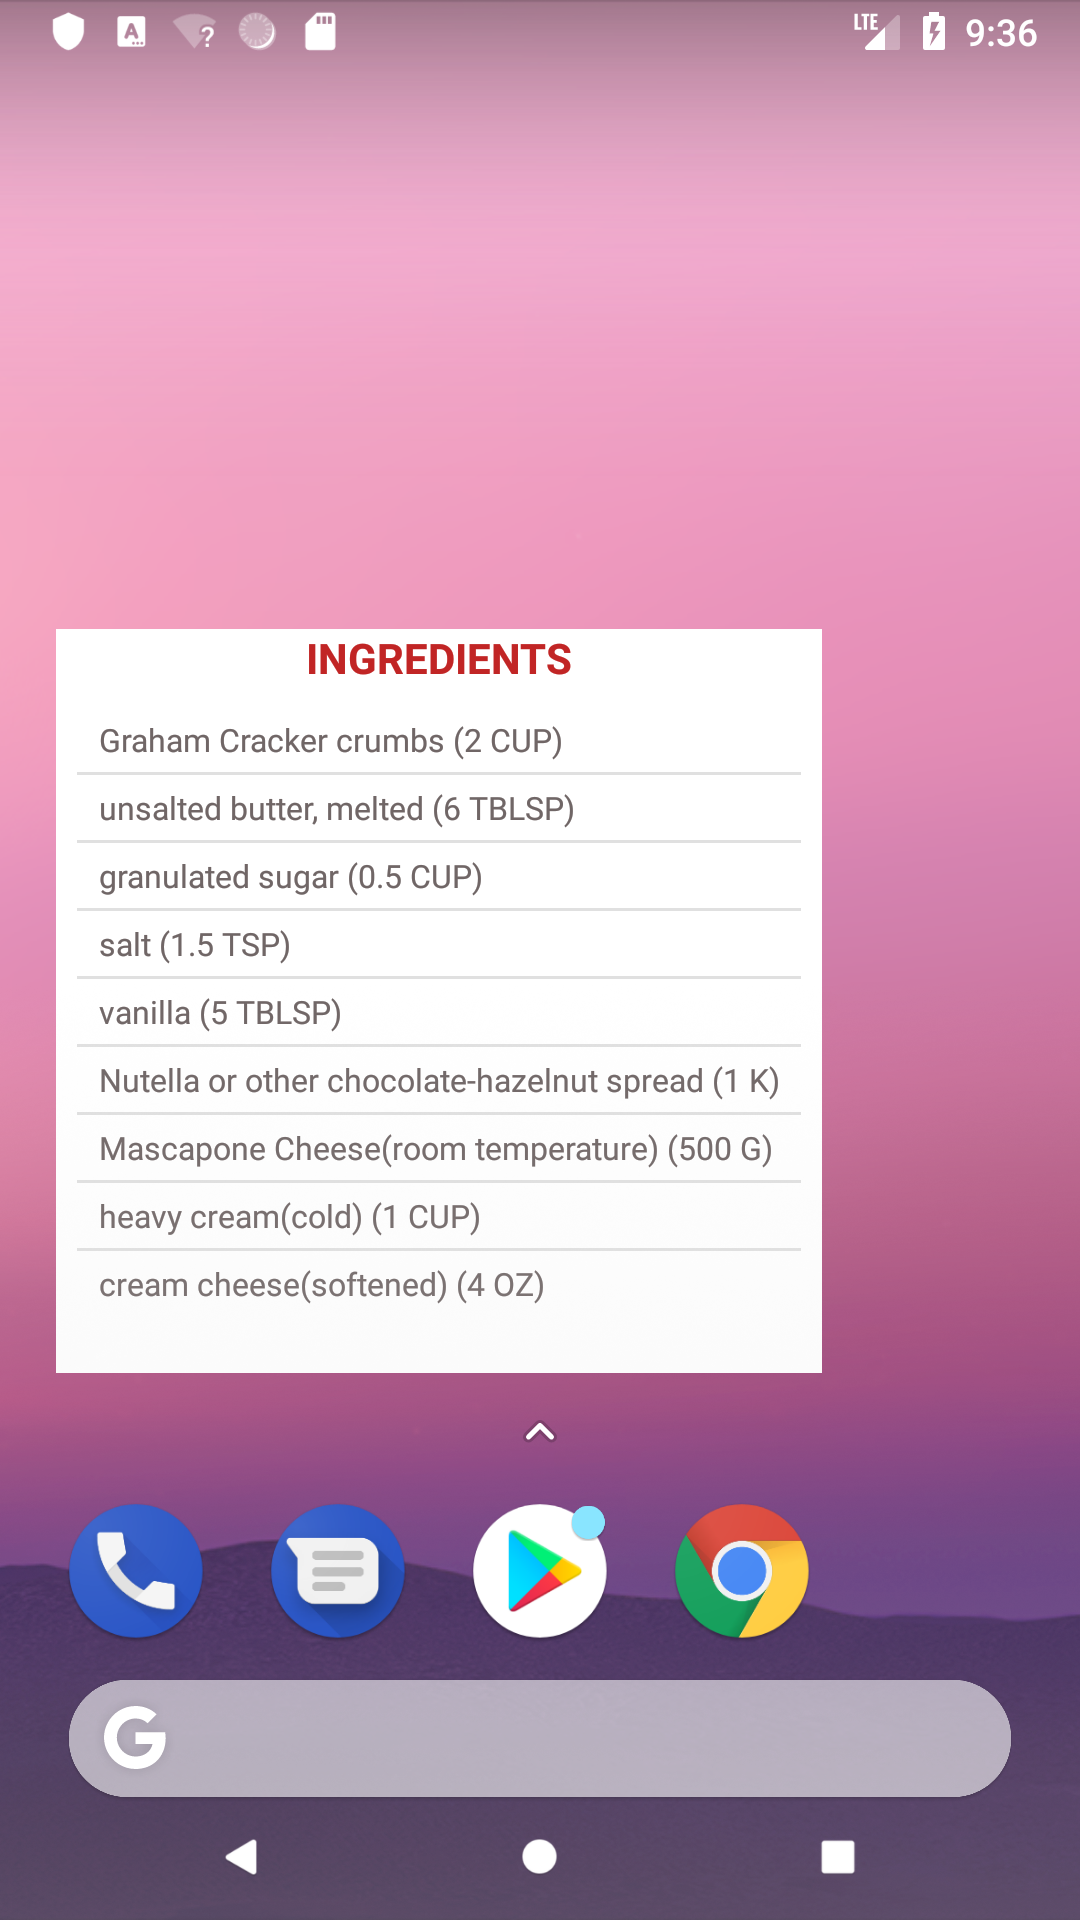 A
?
LTE
9:36
INGREDIENTS
Graham Cracker crumbs (2 CUP)
unsalted butter, melted (6 TBLSP)
granulated sugar (0.5 CUP)
salt (1.5 TSP)
vanilla (5 TBLSP)
Nutella or other chocolate-hazelnut spread (1 K)
Mascapone Cheese(room temperature) (500 G)
heavy cream(cold) (1 CUP)
cream cheese(softened) (4 OZ)
G